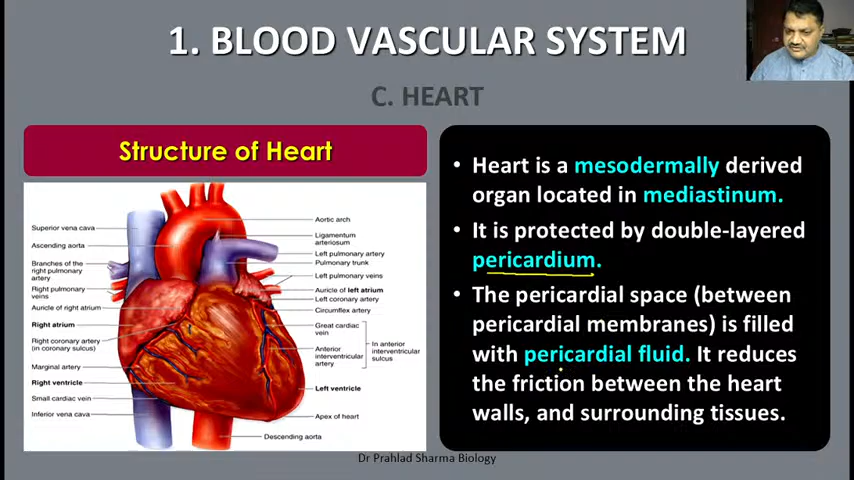 1. BLOOD VASCULAR SYSTEM
C. HEART
Structure of Heart
Superior vena cava
Ascending aorta
Branches of the
right pulmonary
artery
Right pulmonary
veins
Auricle of right atrium
Right atrium
Right coronary artery
(in coronary sulcus)
Marginal artery
Right ventricle
Small cardiac vein
Inferior vena cava
Aortic arch
Ligamentum
arteriosum
Left pulmonary artery
Pulmonary trunk
Left pulmonary veins
Auricle of left atrium
Left coronary artery
Circumflex artery
Great cardiac
vein
Anterior
interventricular
artery
In anterior
interventricular
sulcus
Left ventricle
Apex of heart
Descending aorta
• Heart is a mesodermally derived
organ located in mediastinum.
• It is protected by double-layered
pericardium.
• The pericardial space (between
pericardial membranes) is filled
with pericardial fluid. It reduces
the friction between the heart
walls, and surrounding tissues.
Dr Prahlad Sharma Biology